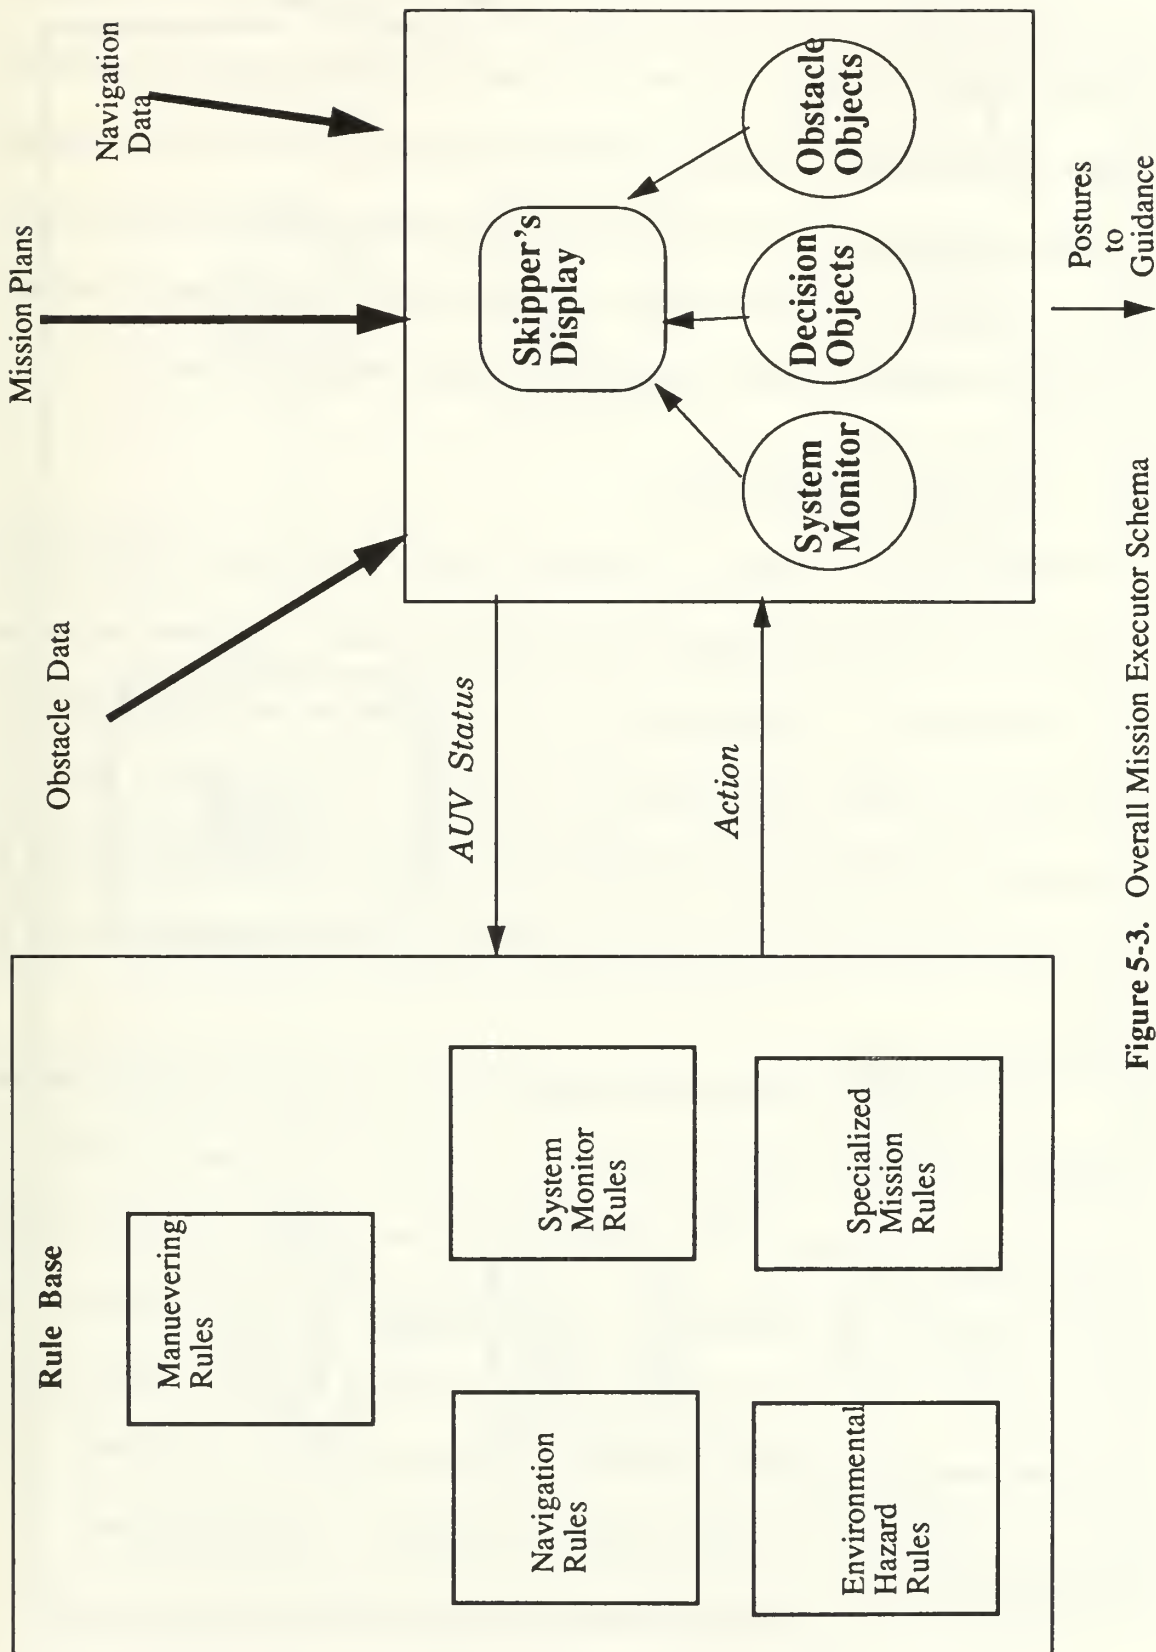 Rule Base
Manuevering
Rules
Navigation
Rules
System
Monitor
Rules
Environmental
Hazard
Rules
Specialized
Mission
Rules
Obstacle Data
Mission Plans
Navigation
Data
AUV Status
Action
Skipper's
Display
System
Monitor
Decision
Objects
Obstacle
Objects
Postures
to
Guidance
Figure 5-3. Overall Mission Executor Schema